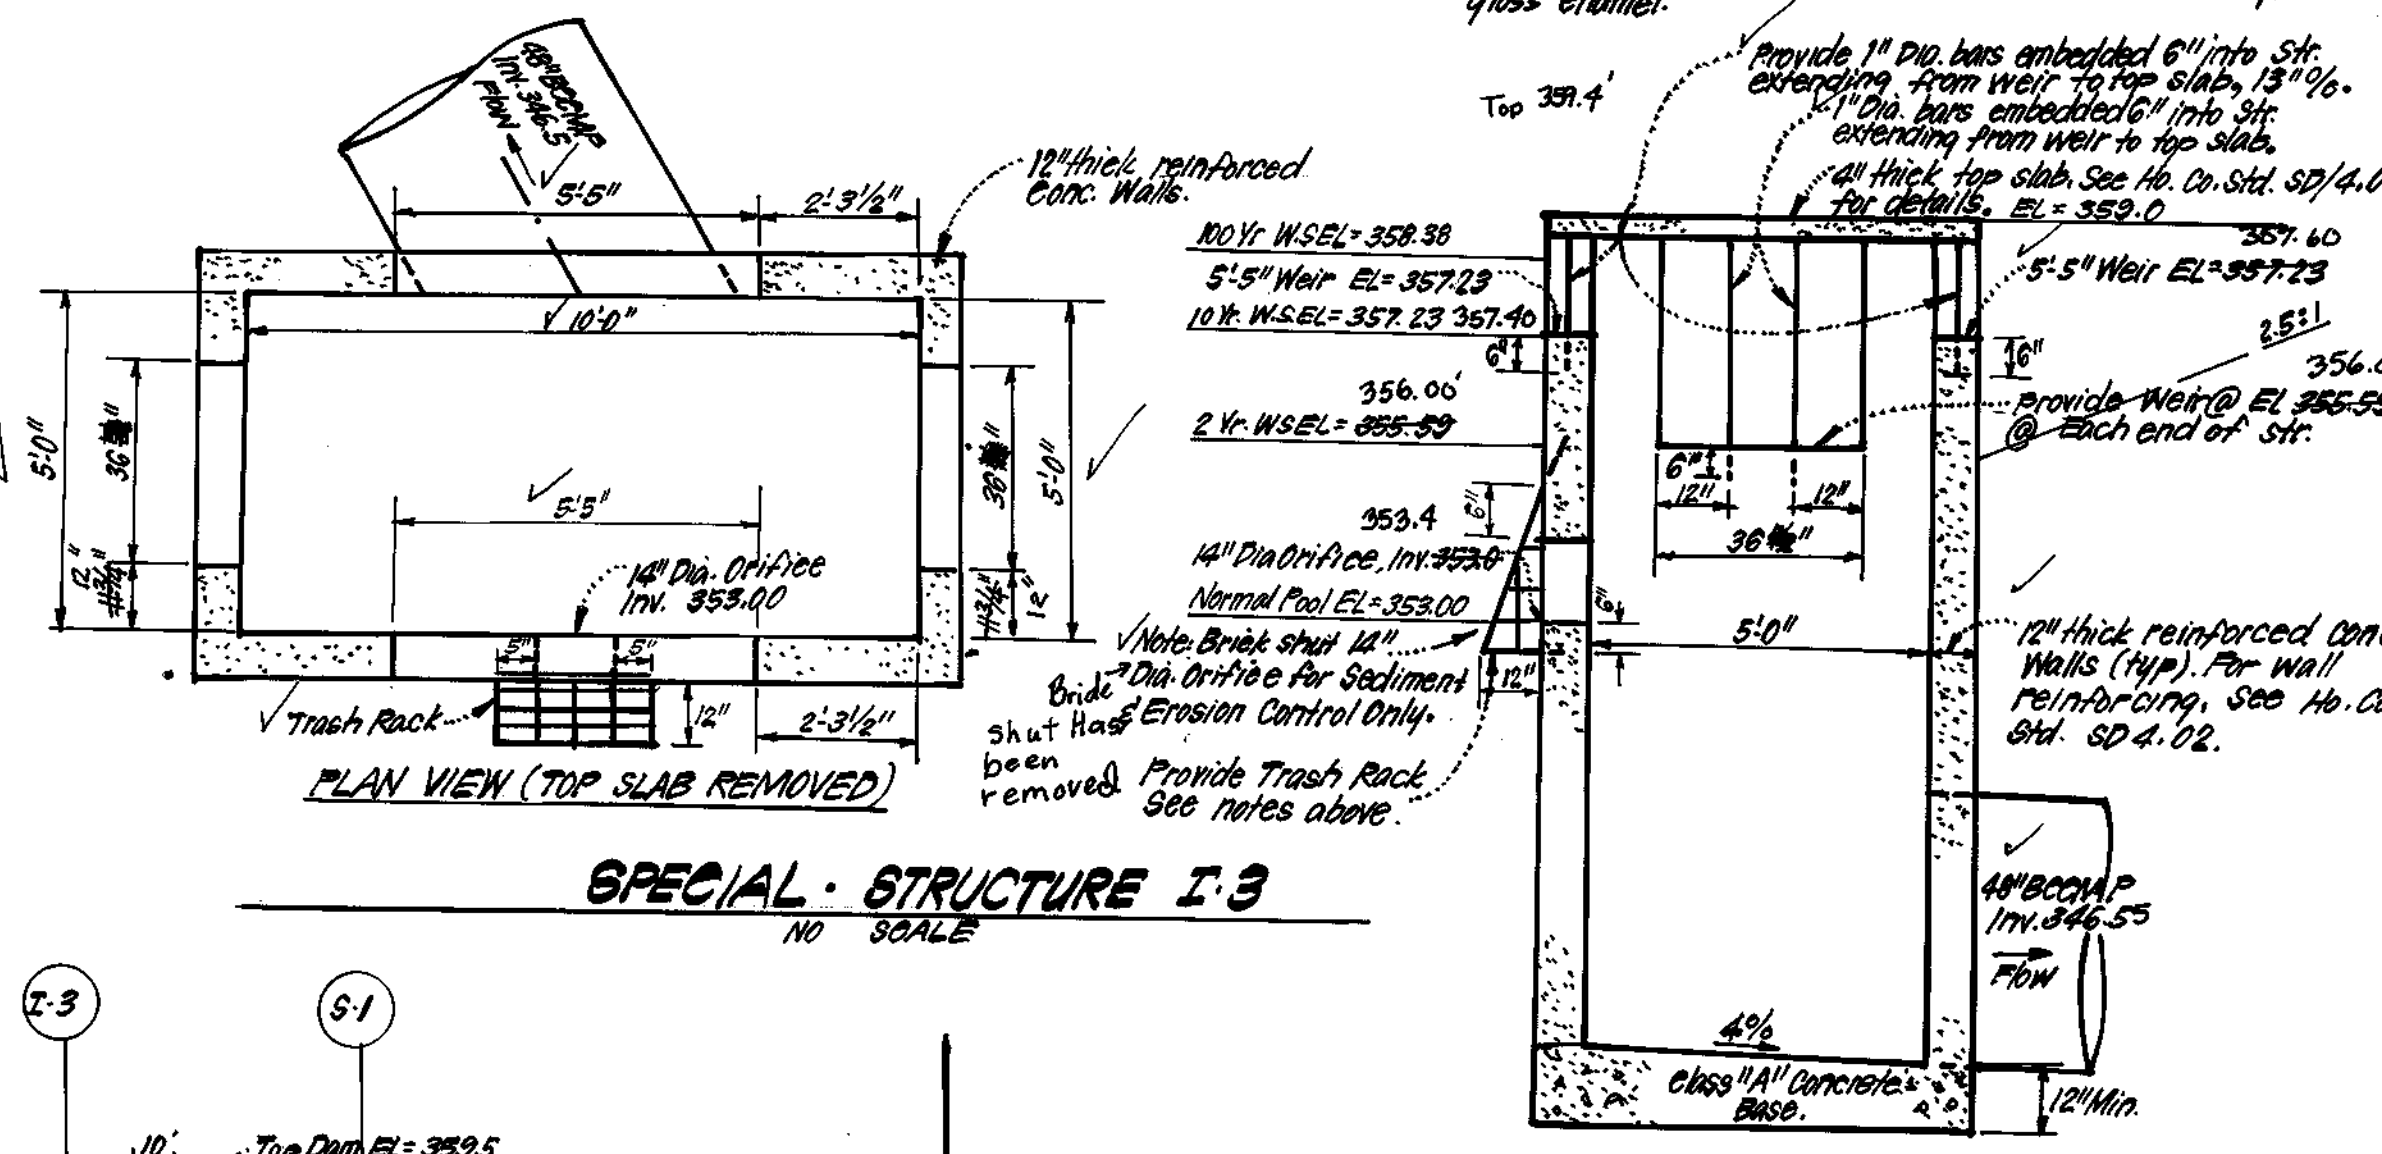 gloss enamel.
48"BCCMP
Inv. 346.5
Flow
5'-5"
2'-3½"
12"thick reinforced
Conc. Walls.
10'-0"
5'-0"
36"
12"
11¾"
5'-5"
14" Dia. Orifice
Inv. 353.00
36"
5'-0"
11¾"
12"
5"
5"
Trash Rack
12"
2'-3½"
PLAN VIEW (TOP SLAB REMOVED)
SPECIAL · STRUCTURE I-3
NO SCALE
I-3
S-1
10'
Top Dam EL = 359.5
Top 359.4'
Provide 1" Dia. bars embedded 6" into Str.
extending from weir to top slab, 13" %.
1" Dia. bars embedded 6" into Str.
extending from weir to top slab.
4" thick top slab. See Ho. Co. Std. SD/4.0
for details. EL = 359.0
100 Yr W.SEL= 358.38
5'-5" Weir EL= 357.23
10 Yr. W.S.EL= 357.23 357.40
6"
356.00'
2 Yr. WSEL = 355.59
353.4
6"
14" Dia Orifice, Inv. 353.0
Normal Pool EL=353.00
Note: Brick shut 14"
Dia. Orifice for Sediment
& Erosion Control Only.
Bride
shut Has
been
removed
Provide Trash Rack
See notes above.
12"
6"
5'-0"
6"
12"
12"
36"
357.60
5'-5" Weir EL=357.23
2.5:1
6"
356.
Provide Weir @ EL 355.59
@ Each end of str.
12" thick reinforced con
Walls (typ). For wall
reinforcing, See Ho. Co
Std. SD 4.02.
48" BCCMP
Inv. 346.55
Flow
4%
Class "A" Concrete
Base.
12" Min.